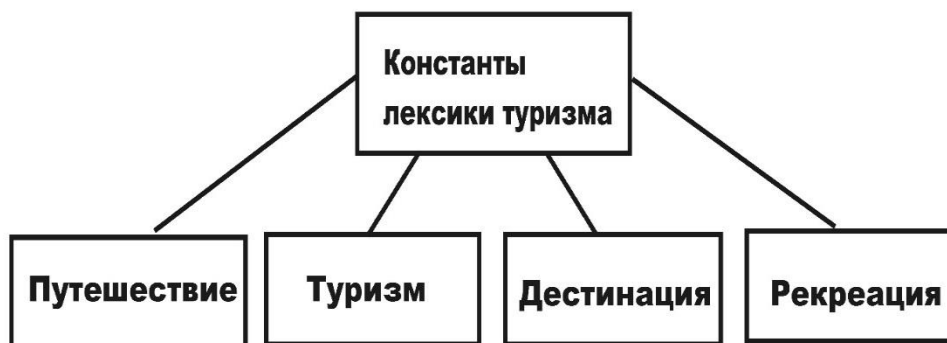 Константы
лексики туризма
Путешествие
Туризм
Дестинация
Рекреация